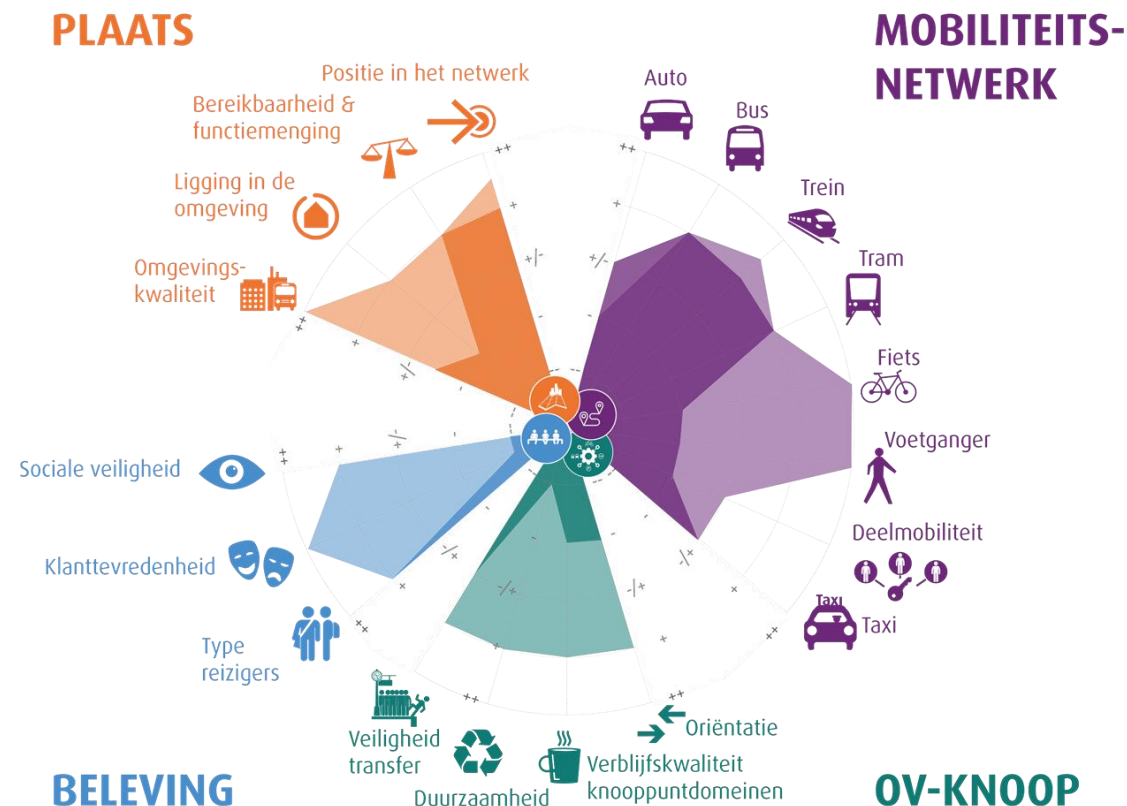 PLAATS
MOBILITEITS-
NETWERK
Positie in het netwerk
Bereikbaarheid &
functiemenging
Ligging in de
omgeving
Omgevings-
kwaliteit
Auto
Bus
Trein
Tram
Fiets
Voetganger
Deelmobiliteit
Taxi
Taxi
++
+
+/-
-
++
+
+/-
-
++
+
+/-
-
++
+
+/-
-
Sociale veiligheid
Klanttevredenheid
Type
reizigers
++
+
+/-
-
++
+
+/-
-
++
+
+/-
-
++
+
+/-
-
Veiligheid
transfer
Duurzaamheid
Verblijfskwaliteit
knooppuntdomeinen
Oriëntatie
BELEVING
OV-KNOOP